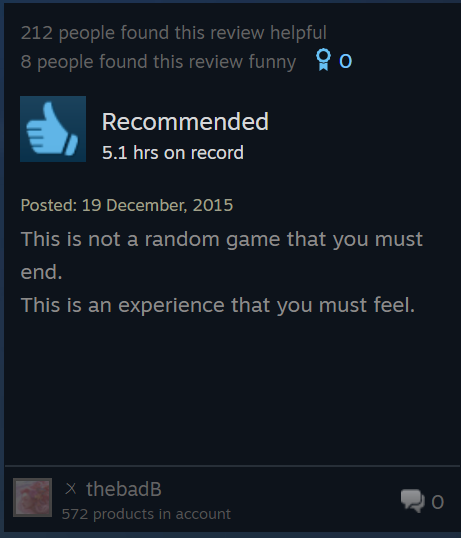 212 people found this review helpful
8 people found this review funny 0
Recommended
5.1 hrs on record
Posted: 19 December, 2015
This is not a random game that you must
end.
This is an experience that you must feel.
乂 thebadB 0
572 products in account